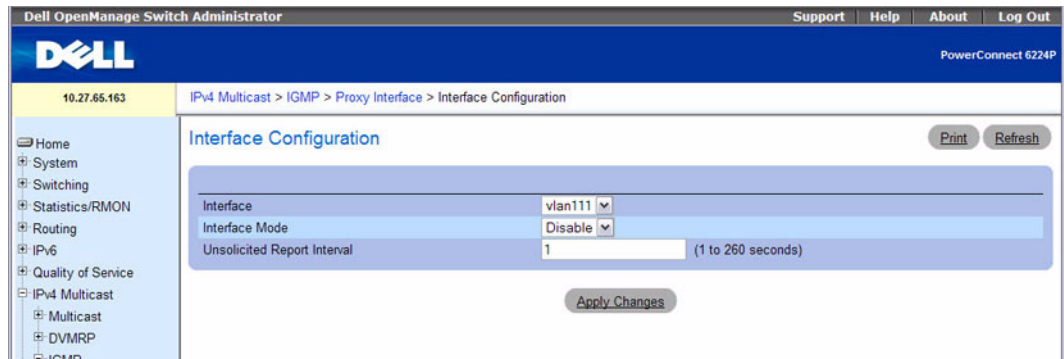 Dell OpenManage Switch Administrator
Support Help About Log Out
DELL
PowerConnect 6224P
10.27.65.163
IPv4 Multicast > IGMP > Proxy Interface > Interface Configuration
Home
System
Switching
Statistics/RMON
Routing
IPv6
Quality of Service
IPv4 Multicast
Multicast
DVMRP
IGMP
Interface Configuration
Print Refresh
Interface vlan111
Interface Mode Disable
Unsolicited Report Interval 1 (1 to 260 seconds)
Apply Changes